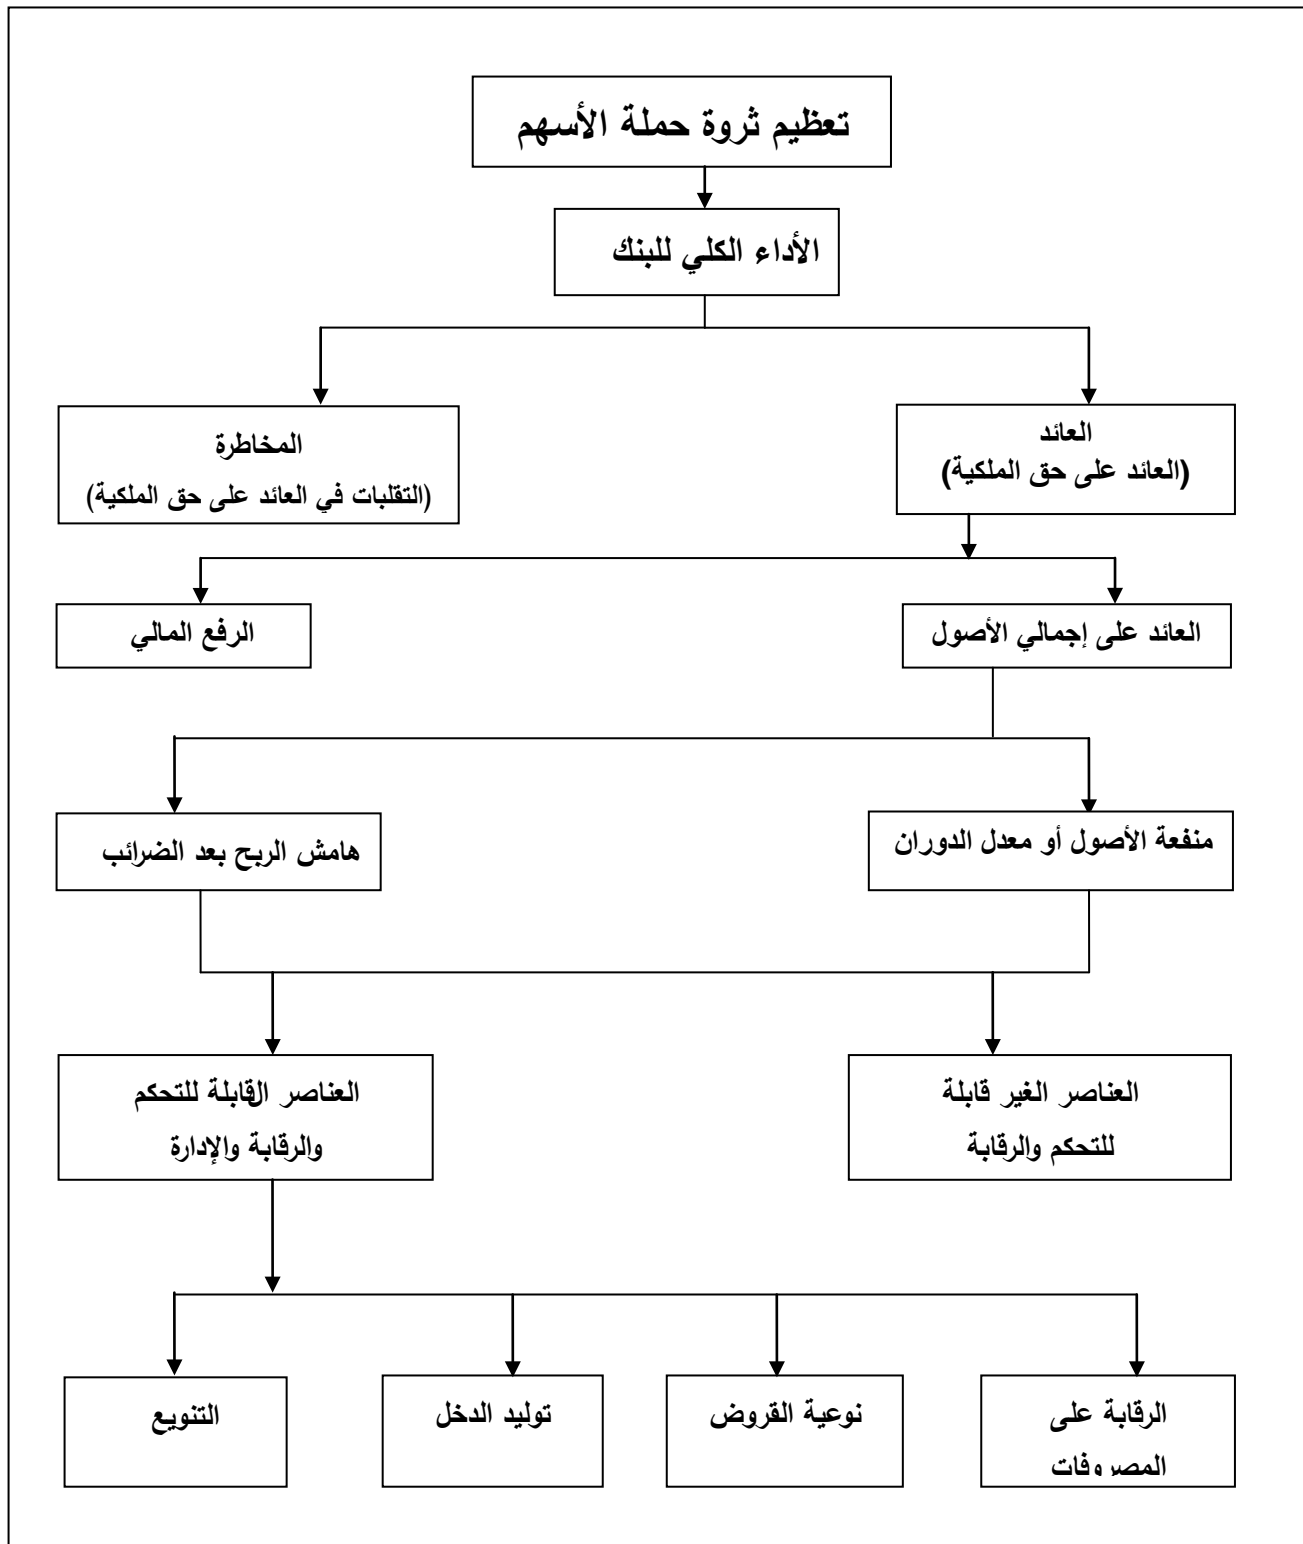 تعظيم ثروة حملة الأسهم
الأداء الكلي للبنك
العائد
(العائد على حق الملكية)
المخاطرة
(التقلبات في العائد على حق الملكية)
العائد على إجمالي الأصول
الرفع المالي
منفعة الأصول أو معدل الدوران
هامش الربح بعد الضرائب
العناصر الغير قابلة
للتحكم والرقابة
العناصر القابلة للتحكم
والرقابة والإدارة
الرقابة على
المصروفات
نوعية القروض
توليد الدخل
التنويع